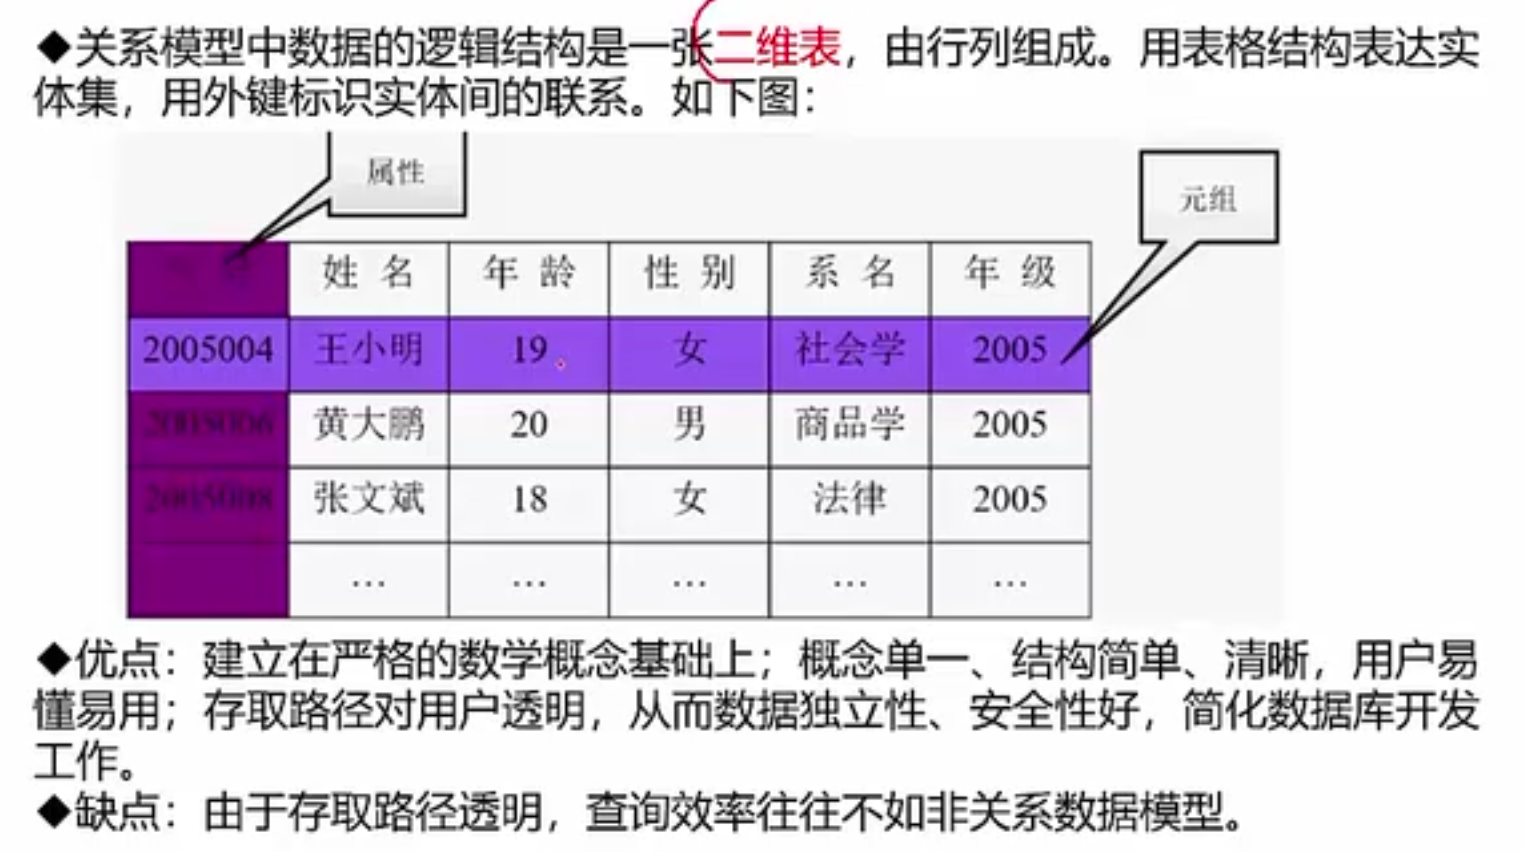 ◆关系模型中数据的逻辑结构是一张二维表，由行列组成。用表格结构表达实
体集，用外键标识实体间的联系。如下图：
属性
元组
姓 名 年 龄 性 别 系 名 年 级
2005004 王小明 19 女 社会学 2005
2005006 黄大鹏 20 男 商品学 2005
2005008 张文斌 18 女 法律 2005
… … … … …
◆优点：建立在严格的数学概念基础上；概念单一、结构简单、清晰，用户易
懂易用；存取路径对用户透明，从而数据独立性、安全性好，简化数据库开发
工作。
◆缺点：由于存取路径透明，查询效率往往不如非关系数据模型。